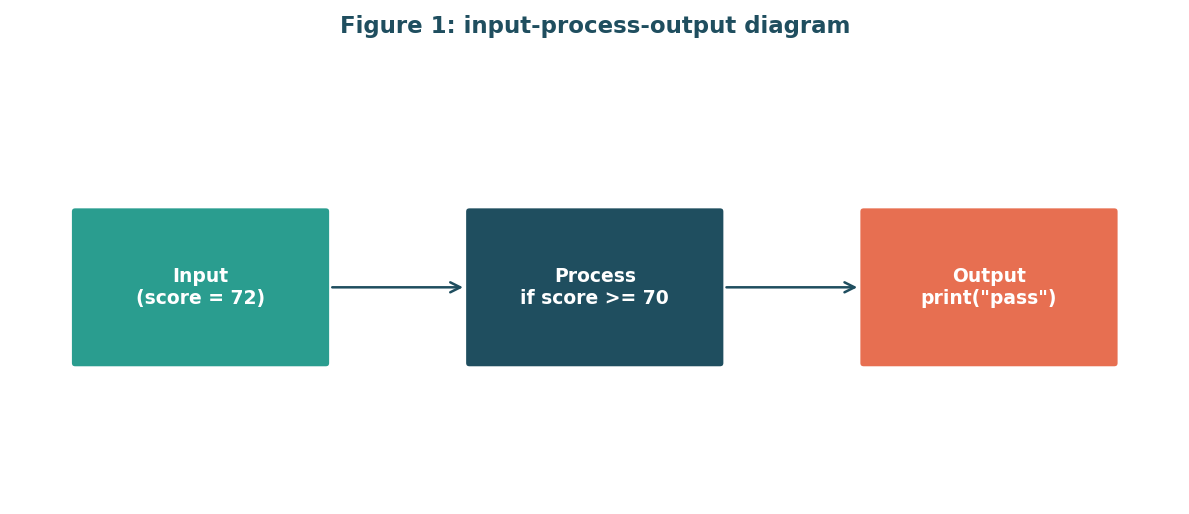 Figure 1: input-process-output diagram
Input
(score = 72)
Process
if score >= 70
Output
print("pass")